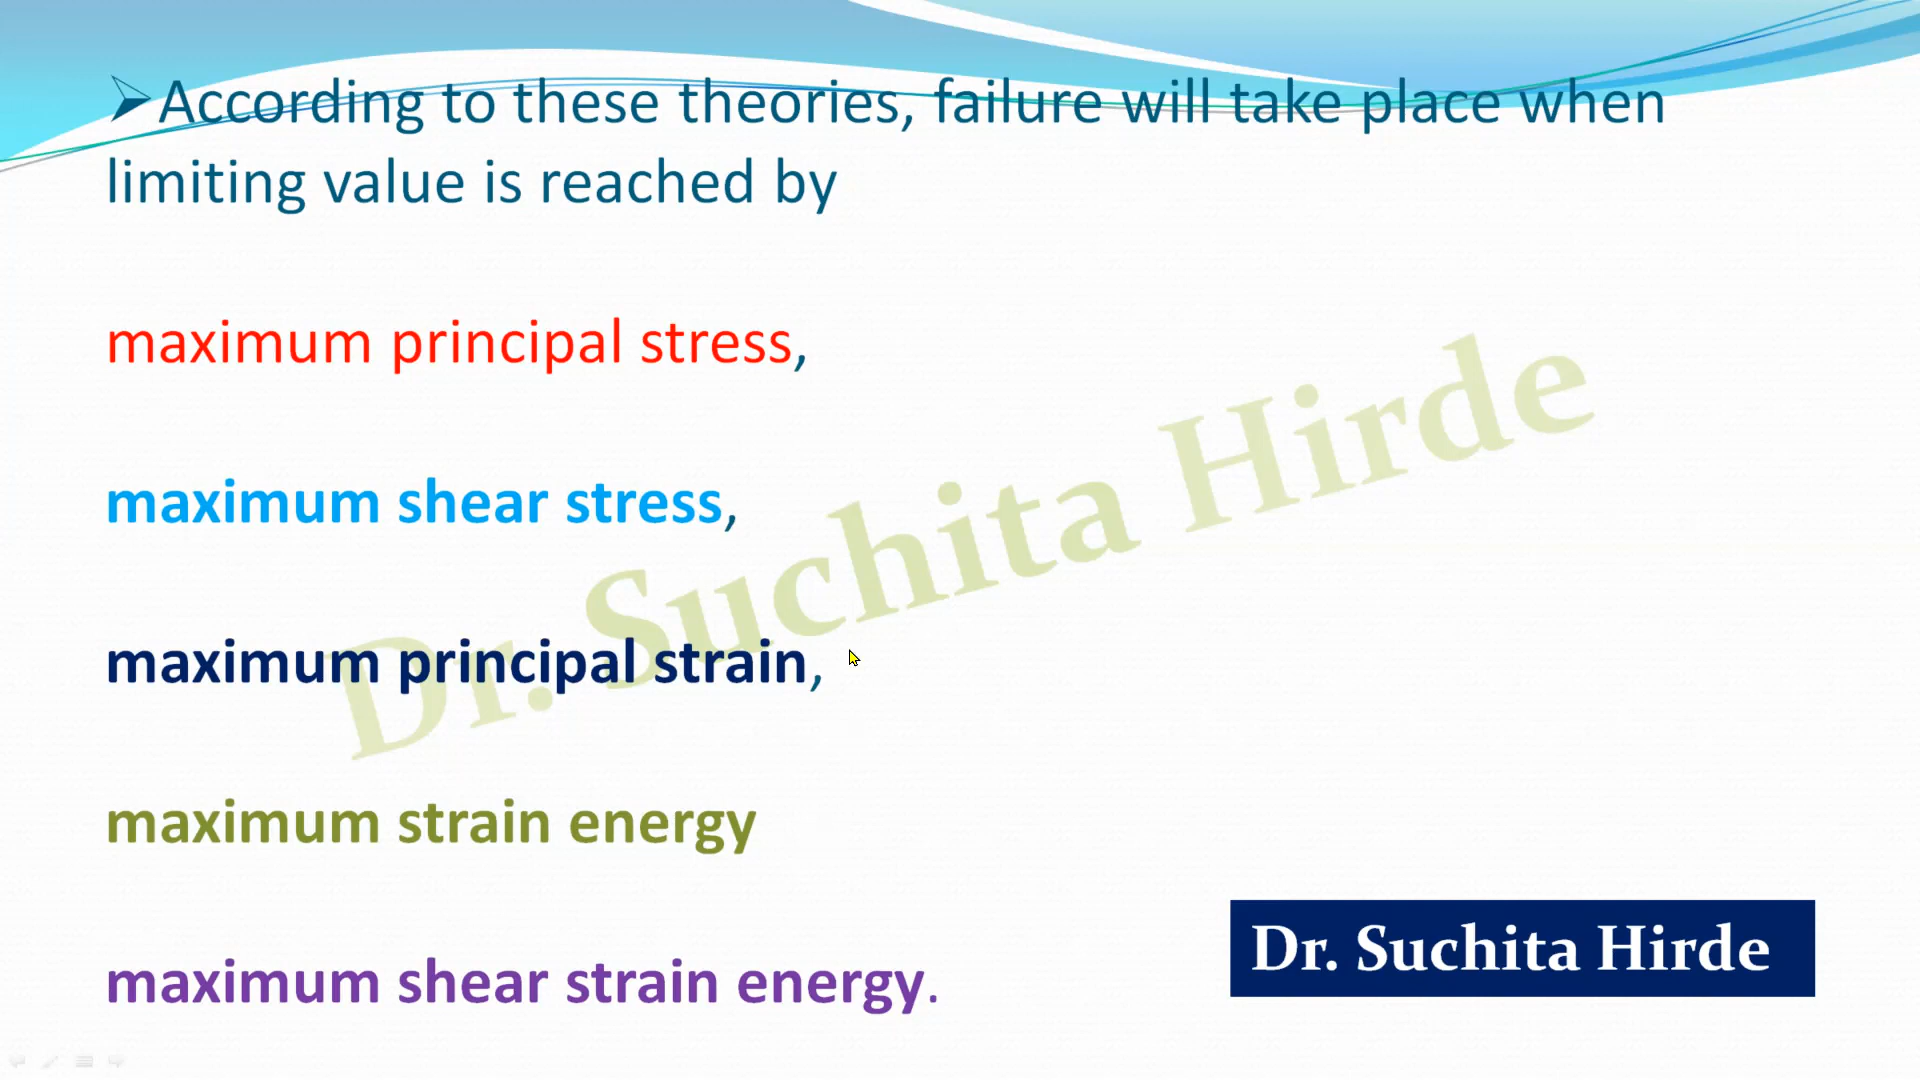 ➢According to these theories, failure will take place when
limiting value is reached by
maximum principal stress,
maximum shear stress,
maximum principal strain,
maximum strain energy
maximum shear strain energy.
Dr. Suchita Hirde
Dr. Suchita Hirde